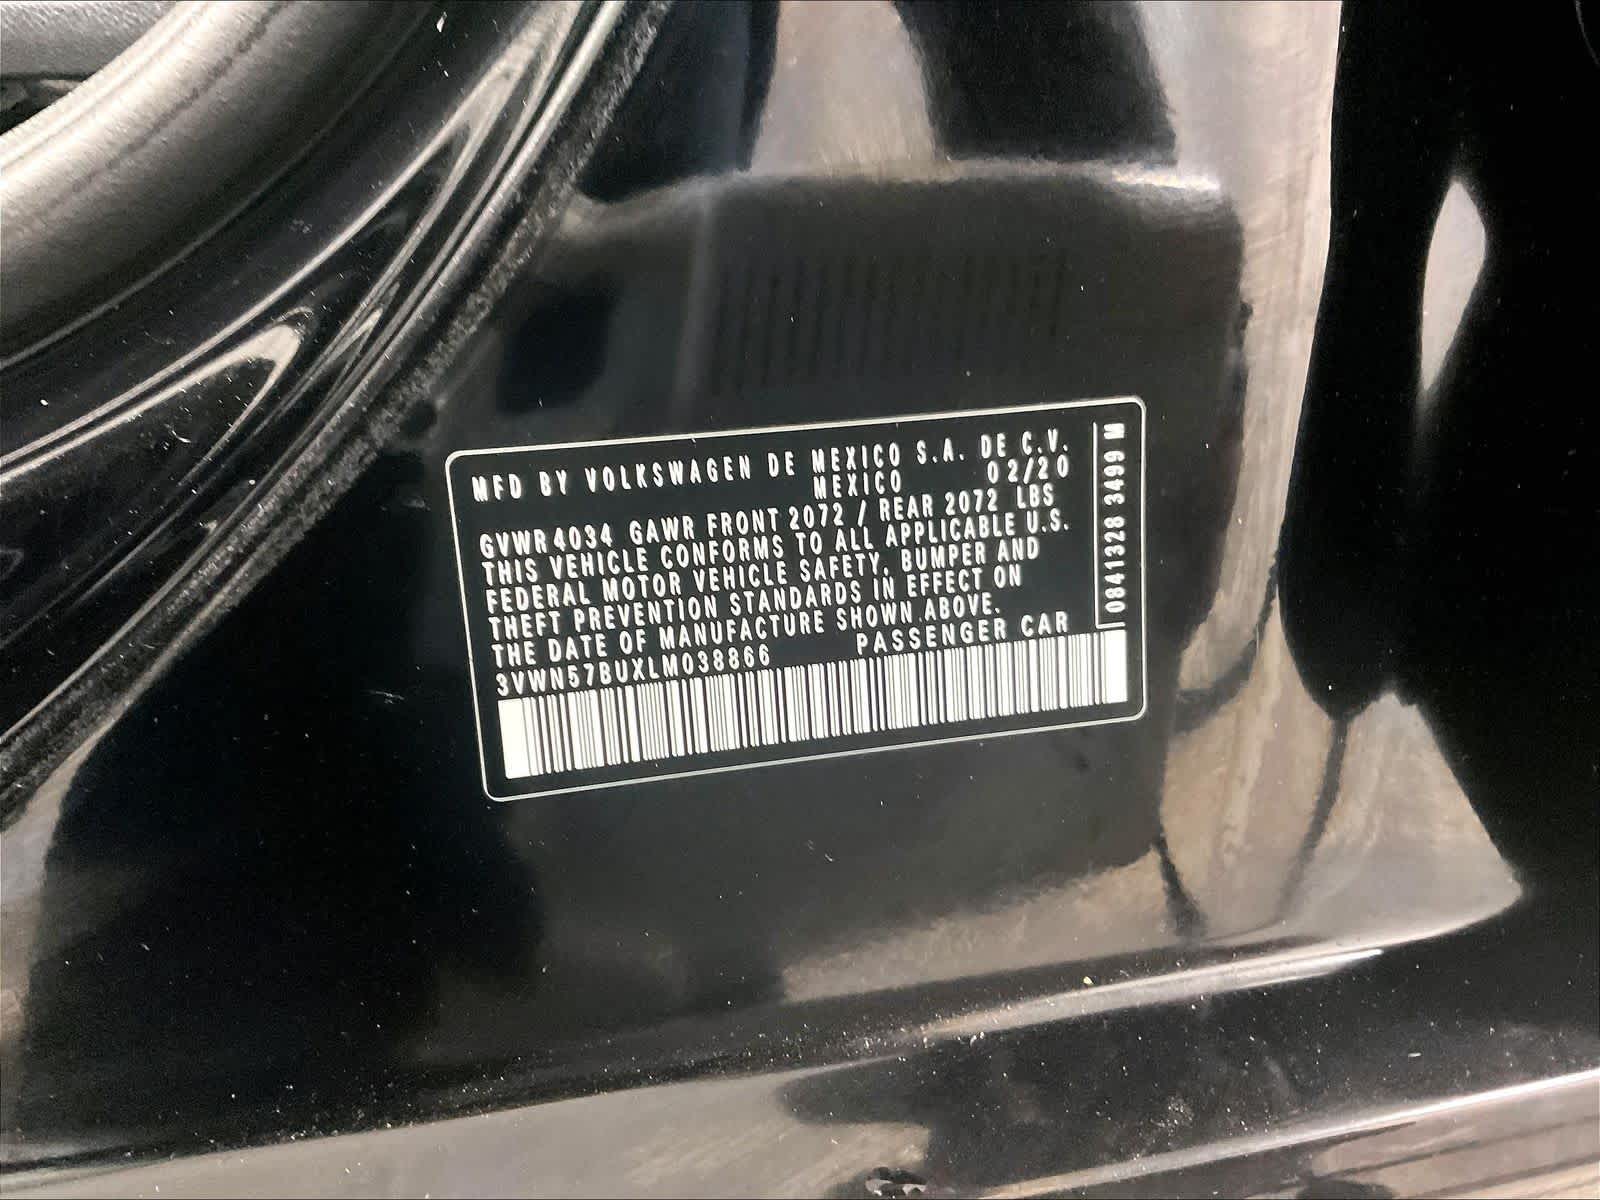 MFD BY VOLKSWAGEN DE MEXICO S.A. DE C.V.
MEXICO 02/20
GVWR 4034 GAWR FRONT 2072 / REAR 2072 LBS
THIS VEHICLE CONFORMS TO ALL APPLICABLE U.S.
FEDERAL MOTOR VEHICLE SAFETY, BUMPER AND
THEFT PREVENTION STANDARDS IN EFFECT ON
THE DATE OF MANUFACTURE SHOWN ABOVE.
3VWN57BUXLM038866 PASSENGER CAR
0841328 3499 M